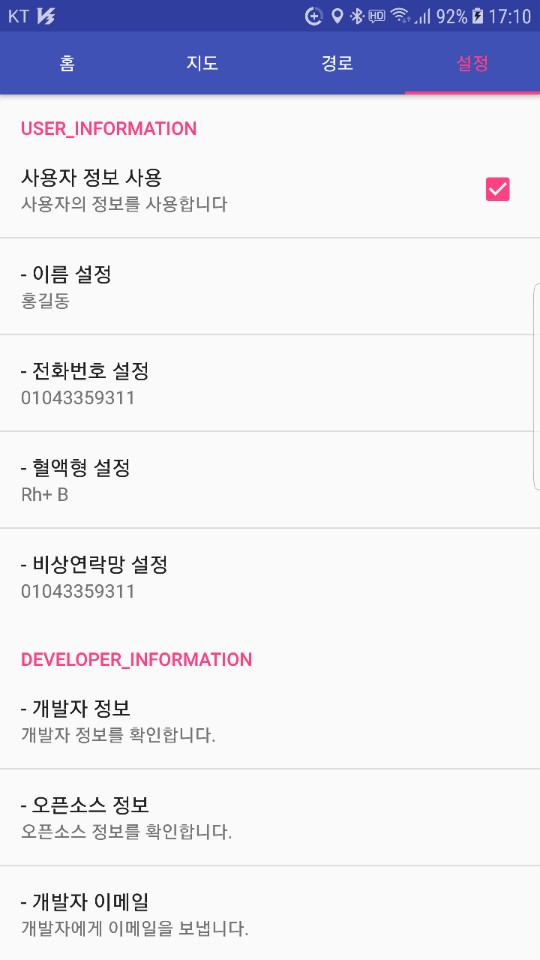 KT 92% 17:10
홈 지도 경로 설정
USER_INFORMATION
사용자 정보 사용
사용자의 정보를 사용합니다
- 이름 설정
홍길동
- 전화번호 설정
01043359311
- 혈액형 설정
Rh+ B
- 비상연락망 설정
01043359311
DEVELOPER_INFORMATION
- 개발자 정보
개발자 정보를 확인합니다.
- 오픈소스 정보
오픈소스 정보를 확인합니다.
- 개발자 이메일
개발자에게 이메일을 보냅니다.